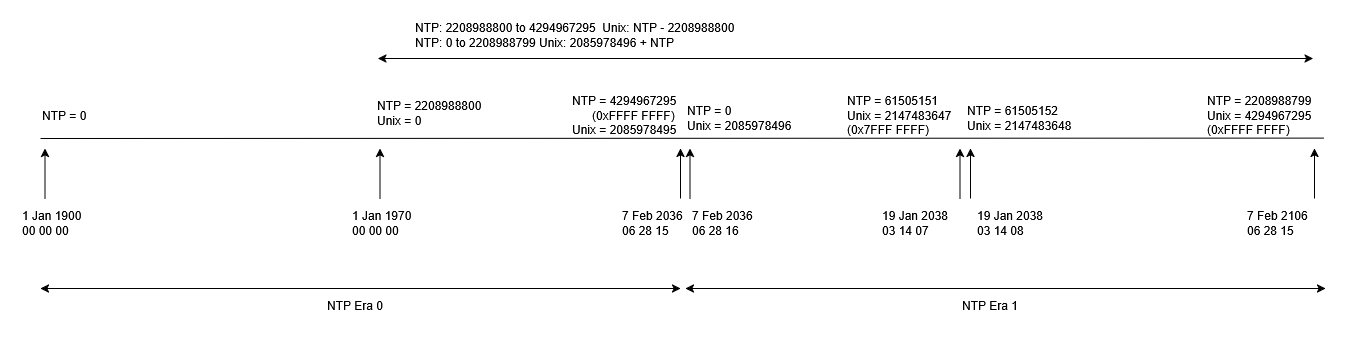 NTP: 2208988800 to 4294967295  Unix: NTP - 2208988800
NTP: 0 to 2208988799 Unix: 2085978496 + NTP
NTP = 0
NTP = 2208988800
Unix = 0
NTP = 4294967295
(0xFFFF FFFF)
Unix = 2085978495
NTP = 0
Unix = 2085978496
NTP = 61505151
Unix = 2147483647
(0x7FFF FFFF)
NTP = 61505152
Unix = 2147483648
NTP = 2208988799
Unix = 4294967295
(0xFFFF FFFF)
1 Jan 1900
00 00 00
1 Jan 1970
00 00 00
7 Feb 2036
06 28 15
7 Feb 2036
06 28 16
19 Jan 2038
03 14 07
19 Jan 2038
03 14 08
7 Feb 2106
06 28 15
NTP Era 0
NTP Era 1